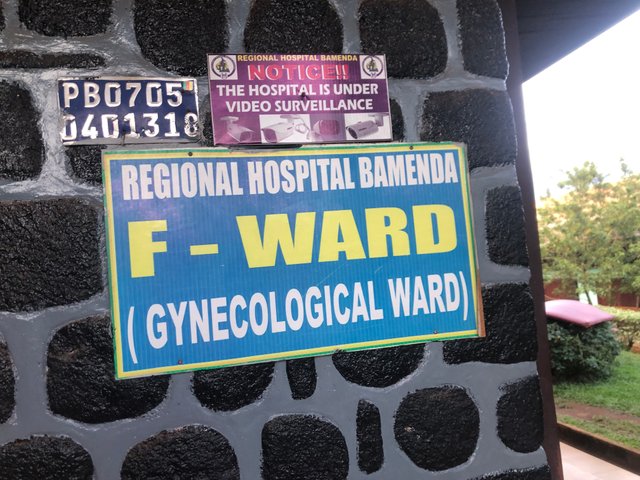 PB0705
0401318
REGIONAL HOSPITAL BAMENDA
NOTICE!!
THE HOSPITAL IS UNDER
VIDEO SURVEILLANCE
REGIONAL HOSPITAL BAMENDA
F - WARD
( GYNECOLOGICAL WARD)